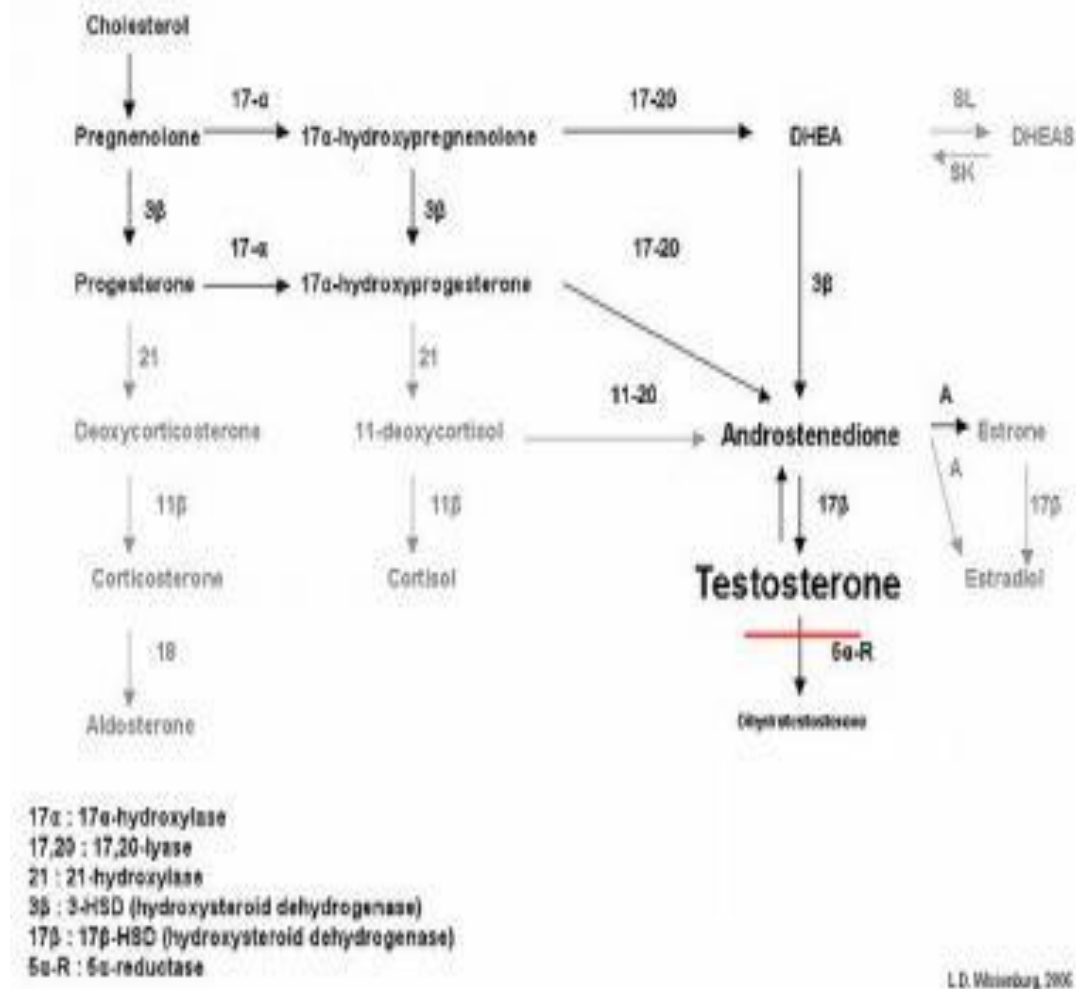 Cholesterol
17-α 17-20 SL
Pregnenolone 17α-hydroxypregnenolone DHEA DHEAS
SK
3β 3β
17-α 17-20
Progesterone 17α-hydroxyprogesterone 3β
21 21
11-20 A
Deoxycorticosterone 11-deoxycortisol Androstenedione Estrone
A
11β 11β 17β 17β
Corticosterone Cortisol Testosterone Estradiol
18 5α-R
Aldosterone Dihydrotestosterone
17α : 17α-hydroxylase
17,20 : 17,20-lyase
21 : 21-hydroxylase
3β : 3-HSD (hydroxysteroid dehydrogenase)
17β : 17β-HSD (hydroxysteroid dehydrogenase)
5α-R : 5α-reductase
L.D. 2006